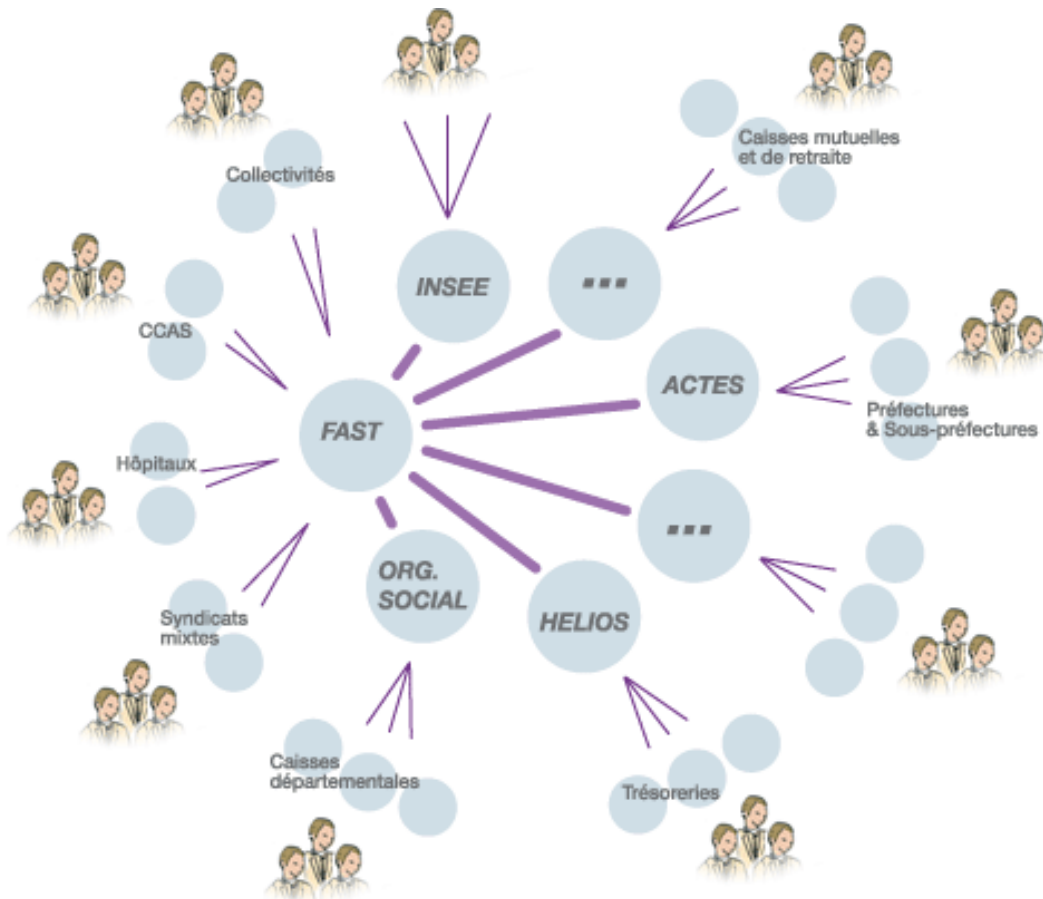 Caisses mutuelles
et de retraite
Collectivités
INSEE
...
CCAS
ACTES
Préfectures
& Sous-préfectures
FAST
Hôpitaux
...
ORG.
SOCIAL
HELIOS
Syndicats
mixtes
Caisses
départementales
Trésoreries